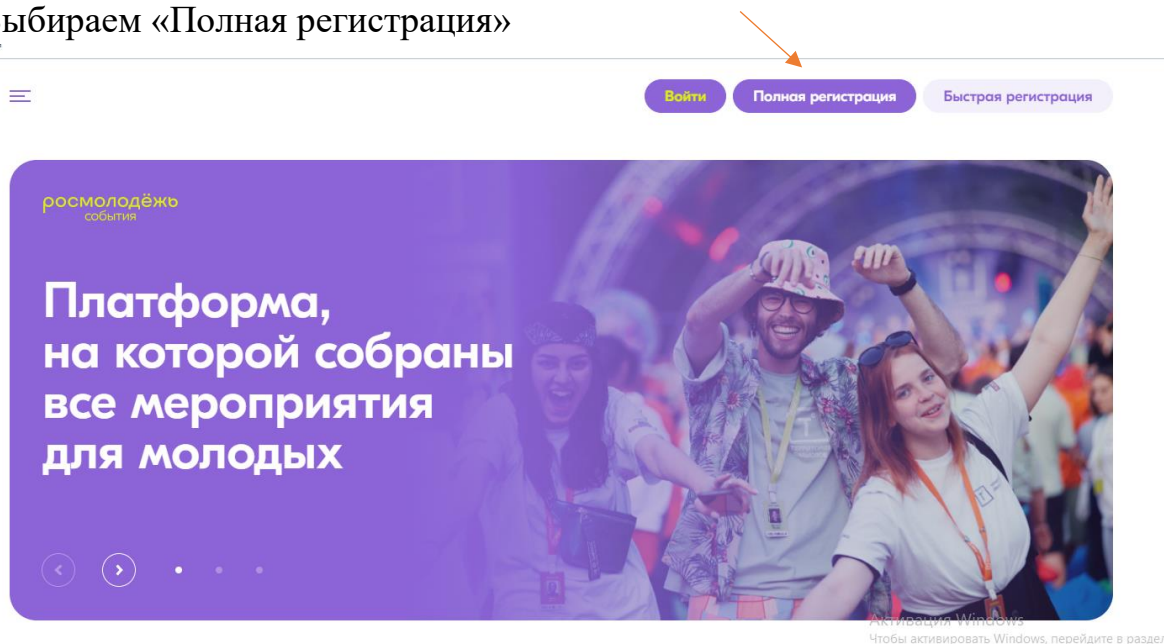 ыбираем «Полная регистрация»
Войти
Полная регистрация
Быстрая регистрация
росмолодёжь
события
Платформа,
на которой собраны
все мероприятия
для молодых
Активация Windows
Чтобы активировать Windows, перейдите в раздел